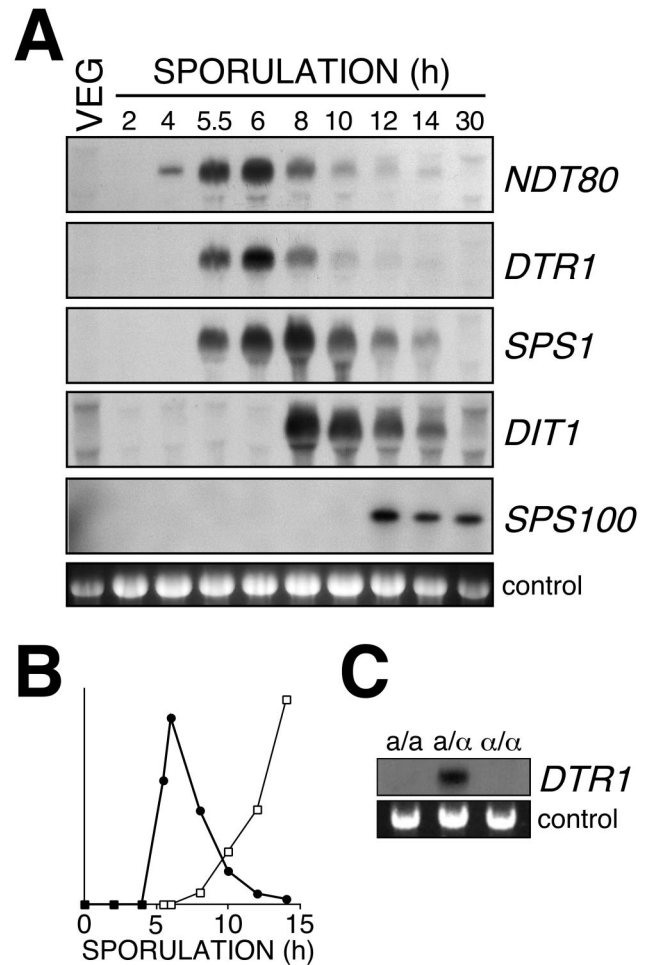 A
VEG
SPORULATION (h)
2 4 5.5 6 8 10 12 14 30
NDT80
DTR1
SPS1
DIT1
SPS100
control
B
0 5 10 15
SPORULATION (h)
C
a/a a/α α/α
DTR1
control